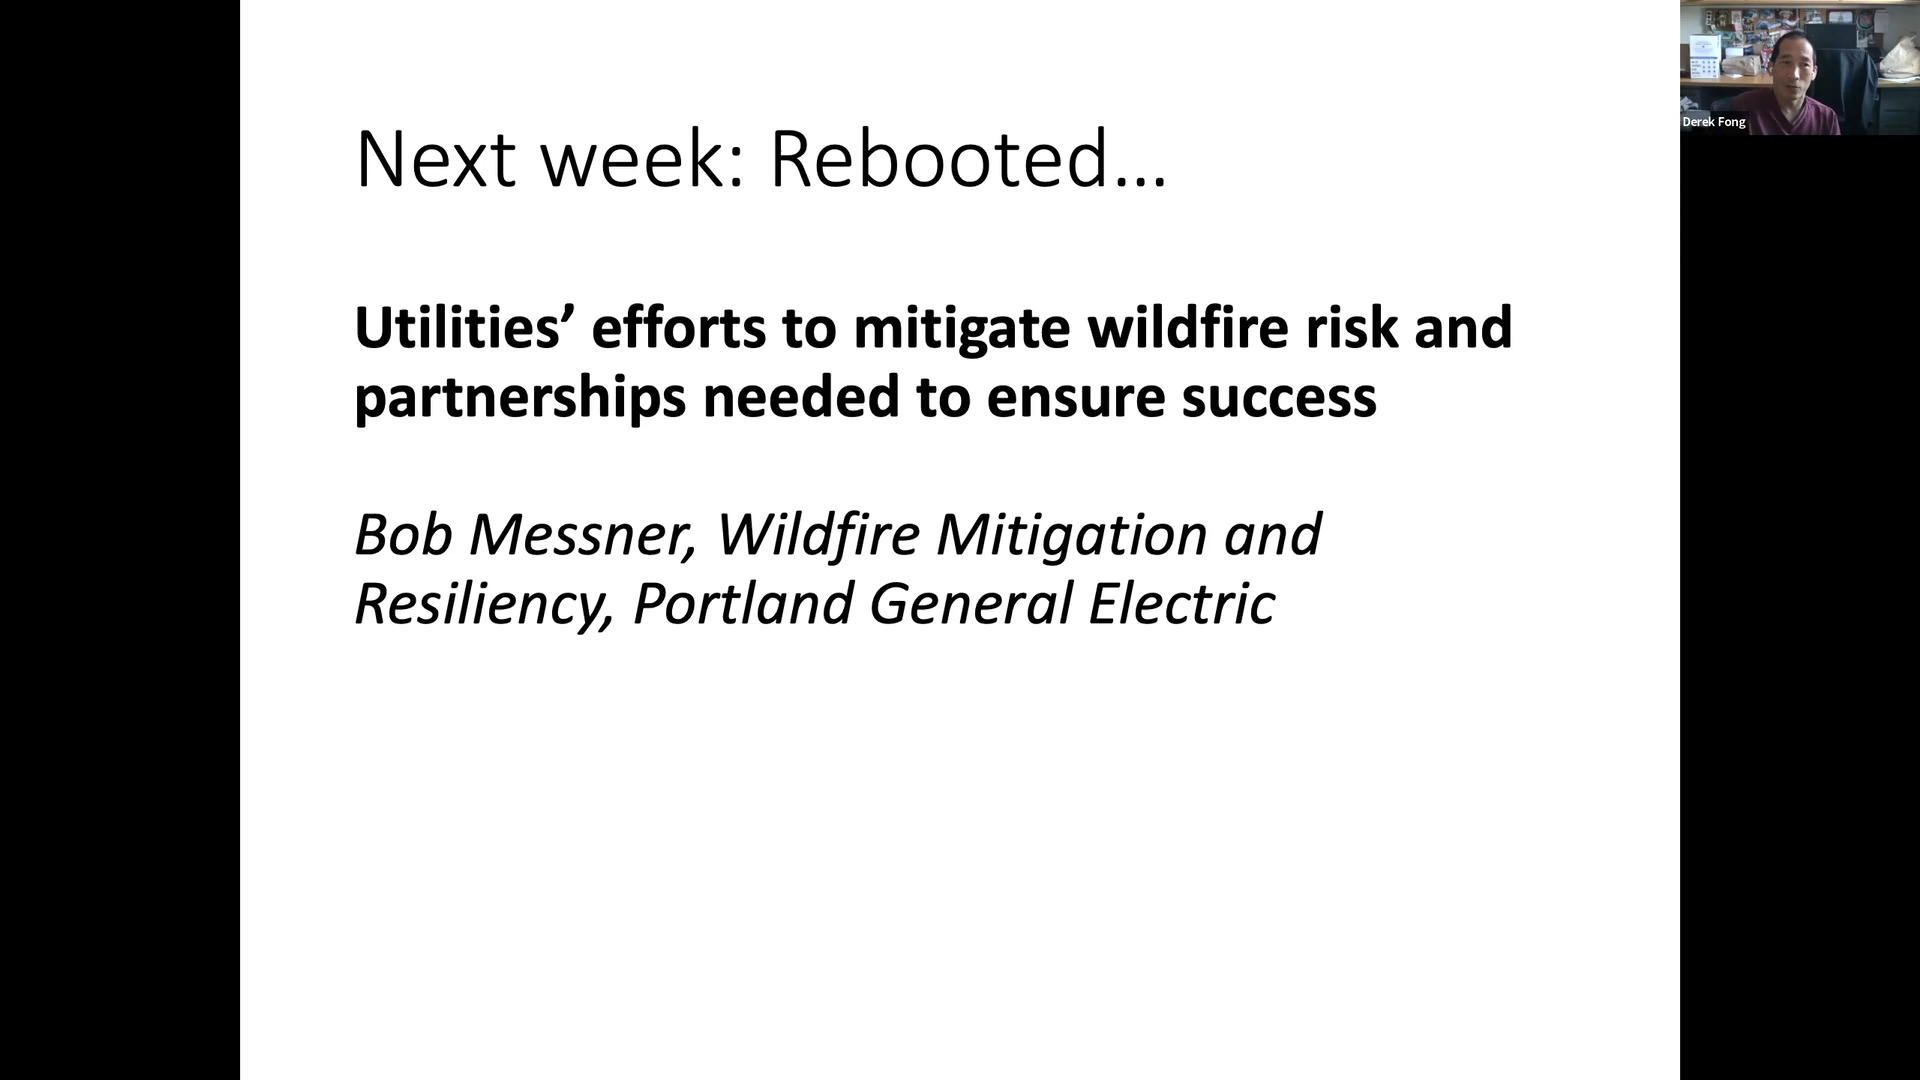 Next week: Rebooted...
Utilities’ efforts to mitigate wildfire risk and
partnerships needed to ensure success
Bob Messner, Wildfire Mitigation and
Resiliency, Portland General Electric
Derek Fong